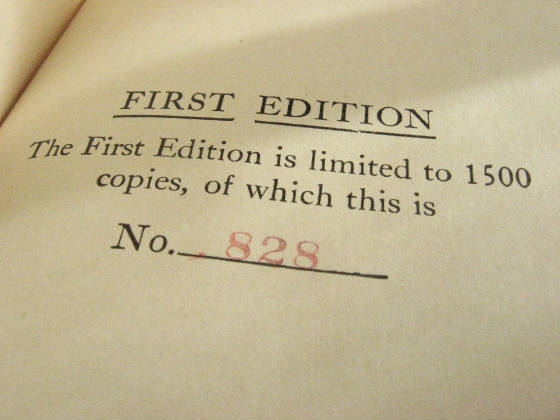 FIRST EDITION
The First Edition is limited to 1500
copies, of which this is
No. 828